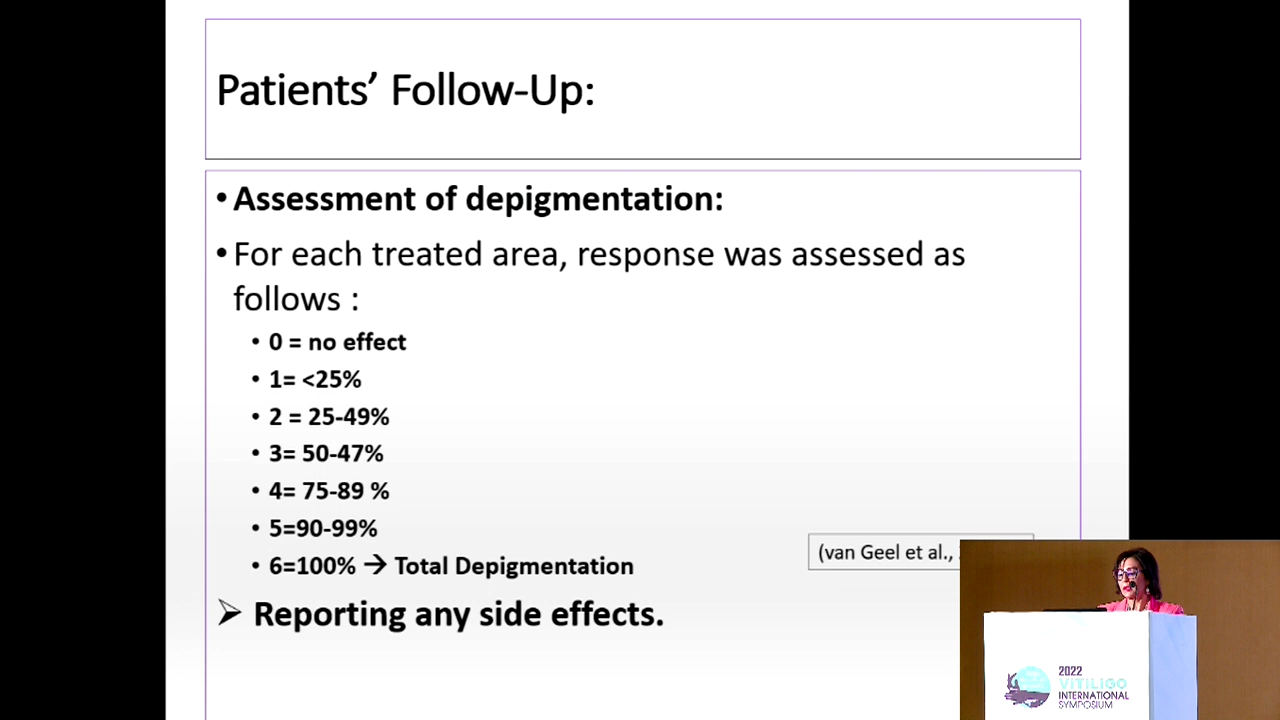 Patients’ Follow-Up:
• Assessment of depigmentation:
• For each treated area, response was assessed as
follows :
• 0 = no effect
• 1= <25%
• 2 = 25-49%
• 3= 50-47%
• 4= 75-89 %
• 5=90-99%
• 6=100% → Total Depigmentation
(van Geel et al.,
➢ Reporting any side effects.
2022
VITILIGO
INTERNATIONAL
SYMPOSIUM